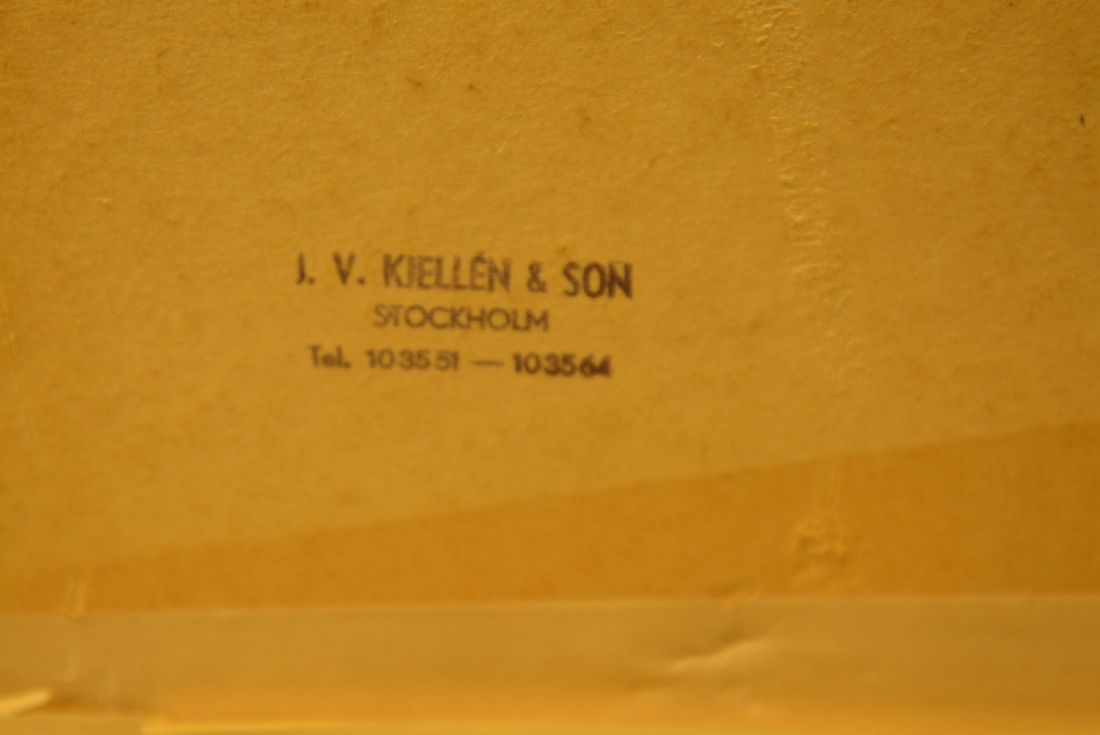 J. V. KJELLÉN & SON
STOCKHOLM
Tel. 103551 — 103564